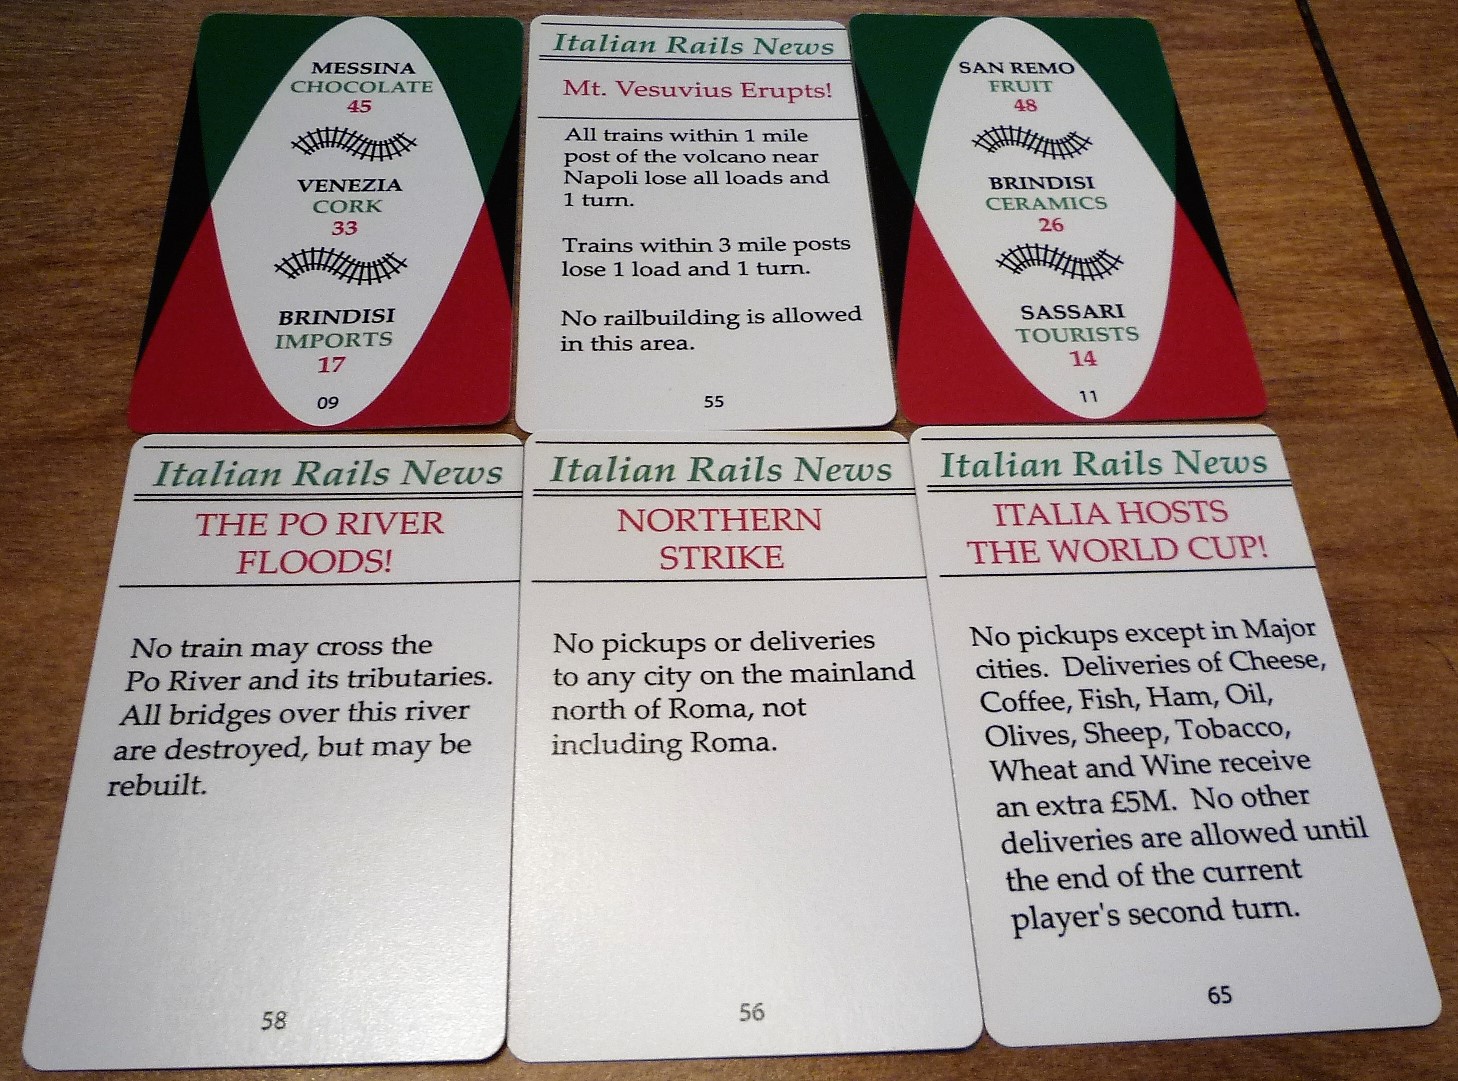 MESSINA
CHOCOLATE
45
VENEZIA
CORK
33
BRINDISI
IMPORTS
17
09
Italian Rails News
Mt. Vesuvius Erupts!
All trains within 1 mile
post of the volcano near
Napoli lose all loads and
1 turn.
Trains within 3 mile posts
lose 1 load and 1 turn.
No railbuilding is allowed
in this area.
55
SAN REMO
FRUIT
48
BRINDISI
CERAMICS
26
SASSARI
TOURISTS
14
11
Italian Rails News
THE PO RIVER
FLOODS!
No train may cross the
Po River and its tributaries.
All bridges over this river
are destroyed, but may be
rebuilt.
58
Italian Rails News
NORTHERN
STRIKE
No pickups or deliveries
to any city on the mainland
north of Roma, not
including Roma.
56
Italian Rails News
ITALIA HOSTS
THE WORLD CUP!
No pickups except in Major
cities.  Deliveries of Cheese,
Coffee, Fish, Ham, Oil,
Olives, Sheep, Tobacco,
Wheat and Wine receive
an extra £5M.  No other
deliveries are allowed until
the end of the current
player's second turn.
65